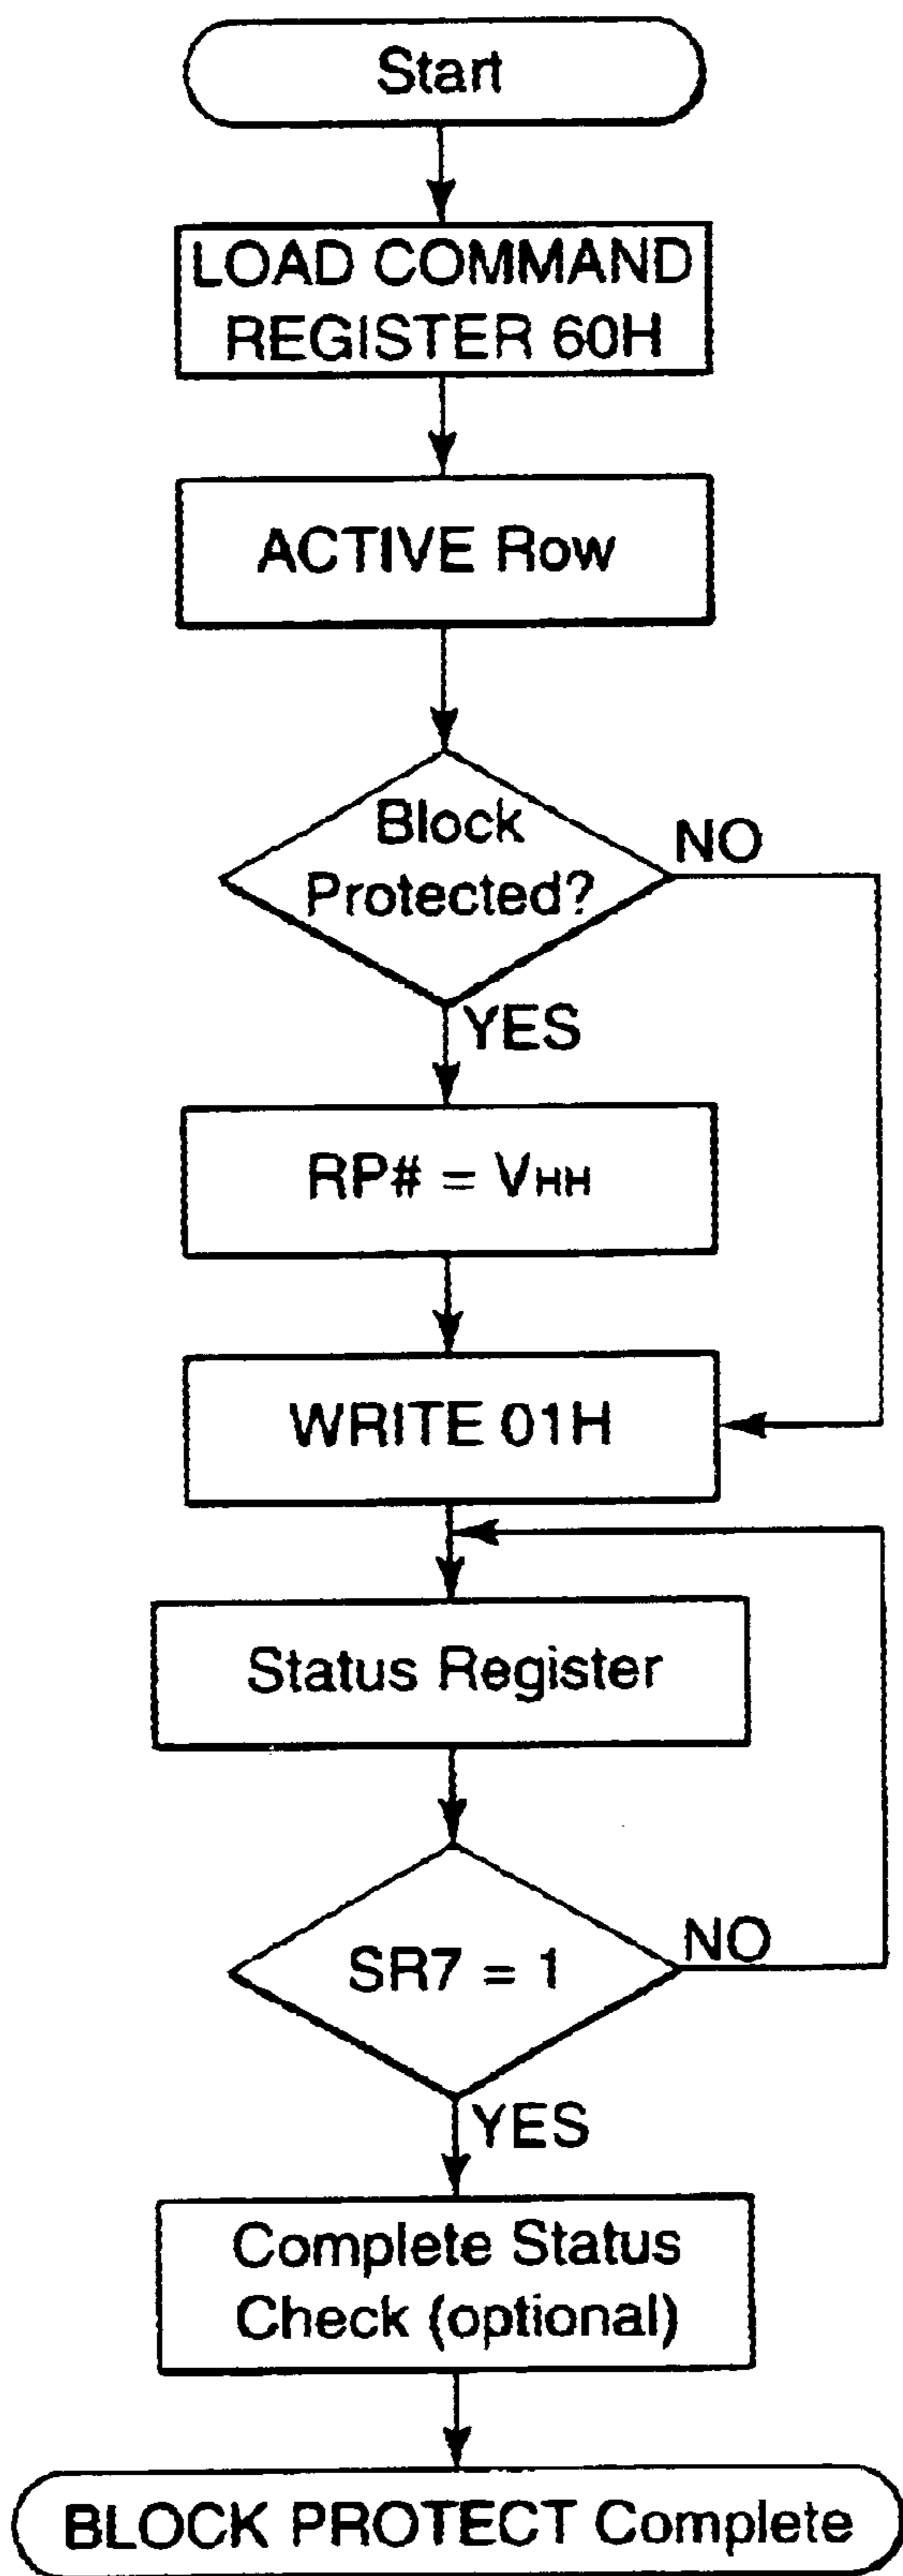 Start
LOAD COMMAND
REGISTER 60H
ACTIVE Row
Block
Protected?
NO
YES
RP# = VHH
WRITE 01H
Status Register
SR7 = 1
NO
YES
Complete Status
Check (optional)
BLOCK PROTECT Complete